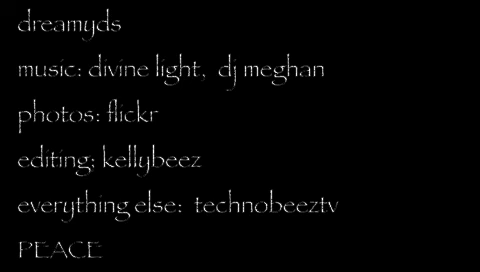 dreamyds
music: divine light, dj meghan
photos: flickr
editing: kellybeez
everything else: technobeeztv
PEACE